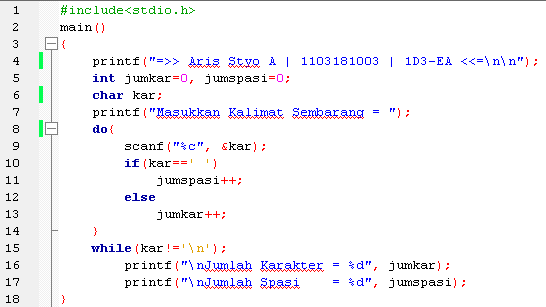 1 #include<stdio.h>
2 main()
3 {
4 printf("=>> Aris Styo A | 1103181003 | 1D3-EA <<=\n\n");
5 int jumkar=0, jumspasi=0;
6 char kar;
7 printf("Masukkan Kalimat Sembarang = ");
8 do{
9 scanf("%c", &kar);
10 if(kar==' ')
11 jumspasi++;
12 else
13 jumkar++;
14 }
15 while(kar!='\n');
16 printf("\nJumlah Karakter = %d", jumkar);
17 printf("\nJumlah Spasi    = %d", jumspasi);
18 }